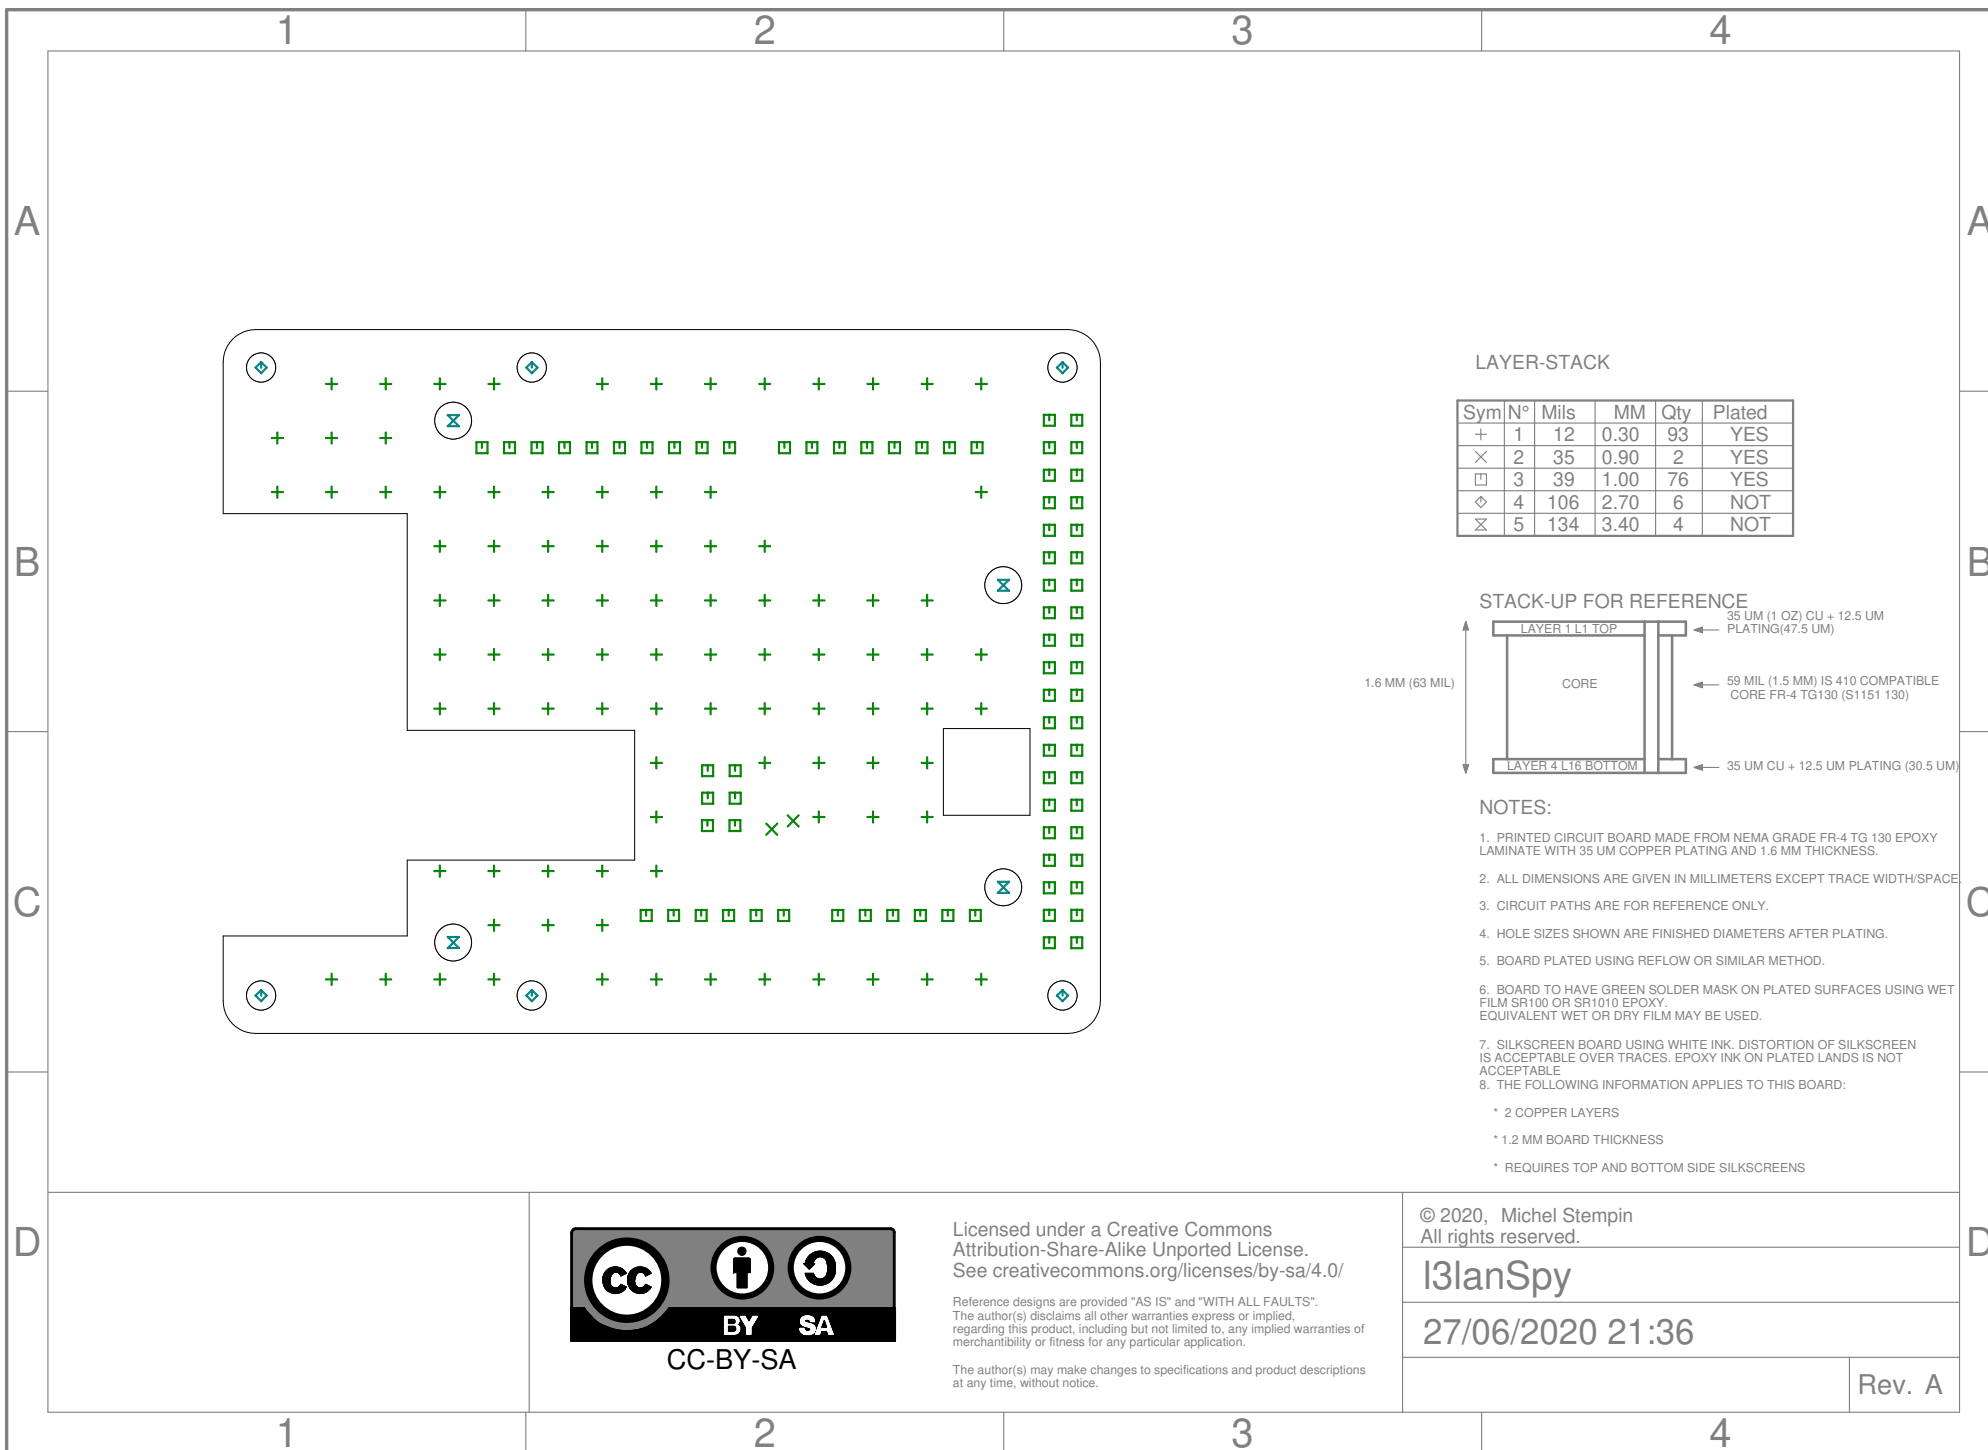 1 2 3 4
A A
LAYER-STACK
Sym N° Mils MM Qty Plated
+ 1 12 0.30 93 YES
× 2 35 0.90 2 YES
3 39 1.00 76 YES
4 106 2.70 6 NOT
5 134 3.40 4 NOT
B B
STACK-UP FOR REFERENCE
35 UM (1 OZ) CU + 12.5 UM
PLATING(47.5 UM)
LAYER 1 L1 TOP
1.6 MM (63 MIL)
CORE
59 MIL (1.5 MM) IS 410 COMPATIBLE
CORE FR-4 TG130 (S1151 130)
LAYER 4 L16 BOTTOM
35 UM CU + 12.5 UM PLATING (30.5 UM)
NOTES:
1. PRINTED CIRCUIT BOARD MADE FROM NEMA GRADE FR-4 TG 130 EPOXY
LAMINATE WITH 35 UM COPPER PLATING AND 1.6 MM THICKNESS.
2. ALL DIMENSIONS ARE GIVEN IN MILLIMETERS EXCEPT TRACE WIDTH/SPACE.
C C
3. CIRCUIT PATHS ARE FOR REFERENCE ONLY.
4. HOLE SIZES SHOWN ARE FINISHED DIAMETERS AFTER PLATING.
5. BOARD PLATED USING REFLOW OR SIMILAR METHOD.
6. BOARD TO HAVE GREEN SOLDER MASK ON PLATED SURFACES USING WET
FILM SR100 OR SR1010 EPOXY.
EQUIVALENT WET OR DRY FILM MAY BE USED.
7. SILKSCREEN BOARD USING WHITE INK. DISTORTION OF SILKSCREEN
IS ACCEPTABLE OVER TRACES. EPOXY INK ON PLATED LANDS IS NOT
ACCEPTABLE
8. THE FOLLOWING INFORMATION APPLIES TO THIS BOARD:
* 2 COPPER LAYERS
* 1.2 MM BOARD THICKNESS
* REQUIRES TOP AND BOTTOM SIDE SILKSCREENS
D D
cc
BY SA
CC-BY-SA
Licensed under a Creative Commons
Attribution-Share-Alike Unported License.
See creativecommons.org/licenses/by-sa/4.0/
Reference designs are provided "AS IS" and "WITH ALL FAULTS".
The author(s) disclaims all other warranties express or implied,
regarding this product, including but not limited to, any implied warranties of
merchantibility or fitness for any particular application.
The author(s) may make changes to specifications and product descriptions
at any time, without notice.
© 2020, Michel Stempin
All rights reserved.
l3lanSpy
27/06/2020 21:36
Rev. A
1 2 3 4